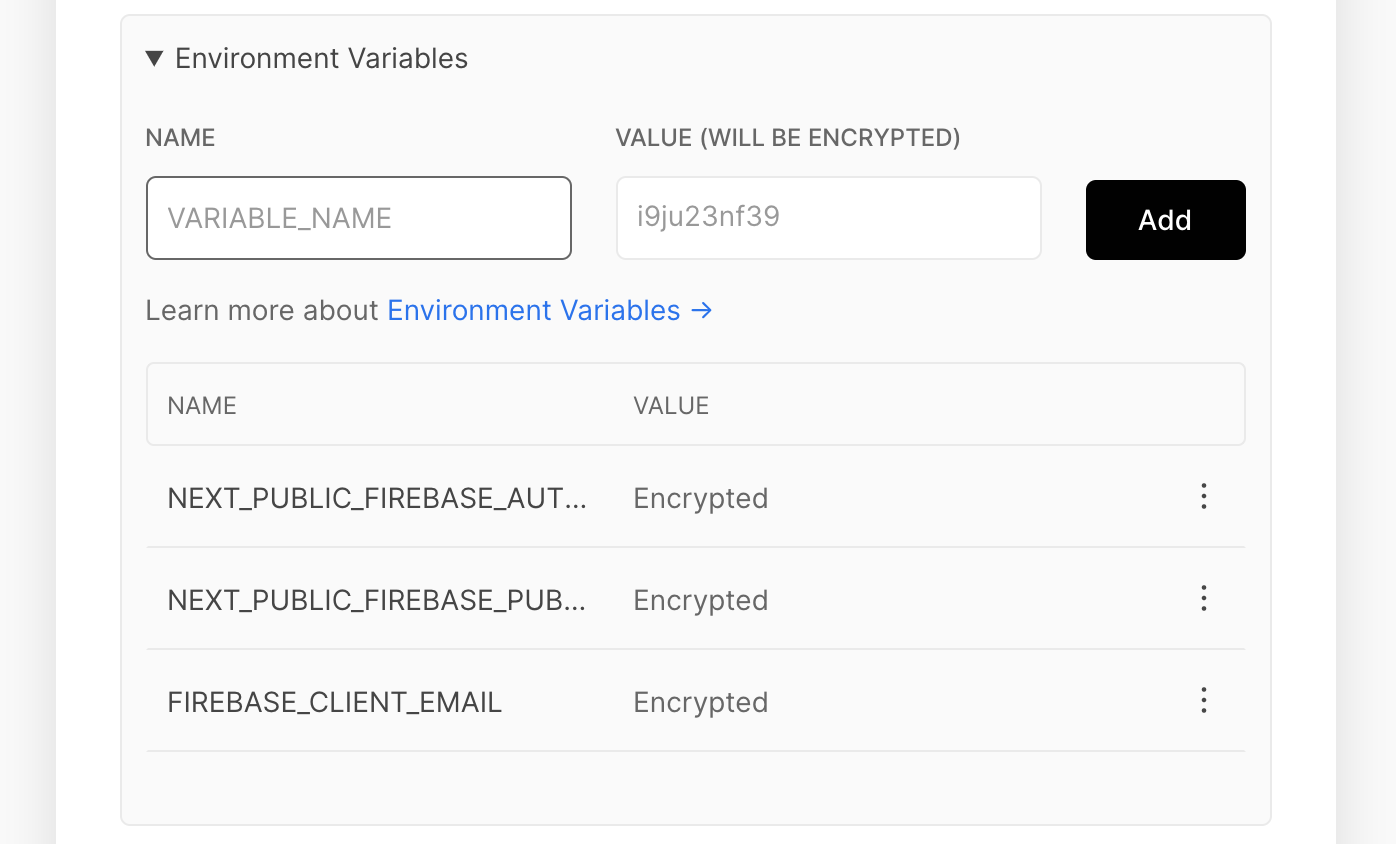 ▼ Environment Variables
NAME VALUE (WILL BE ENCRYPTED)
VARIABLE_NAME i9ju23nf39 Add
Learn more about Environment Variables →
NAME VALUE
NEXT_PUBLIC_FIREBASE_AUT... Encrypted
NEXT_PUBLIC_FIREBASE_PUB... Encrypted
FIREBASE_CLIENT_EMAIL Encrypted